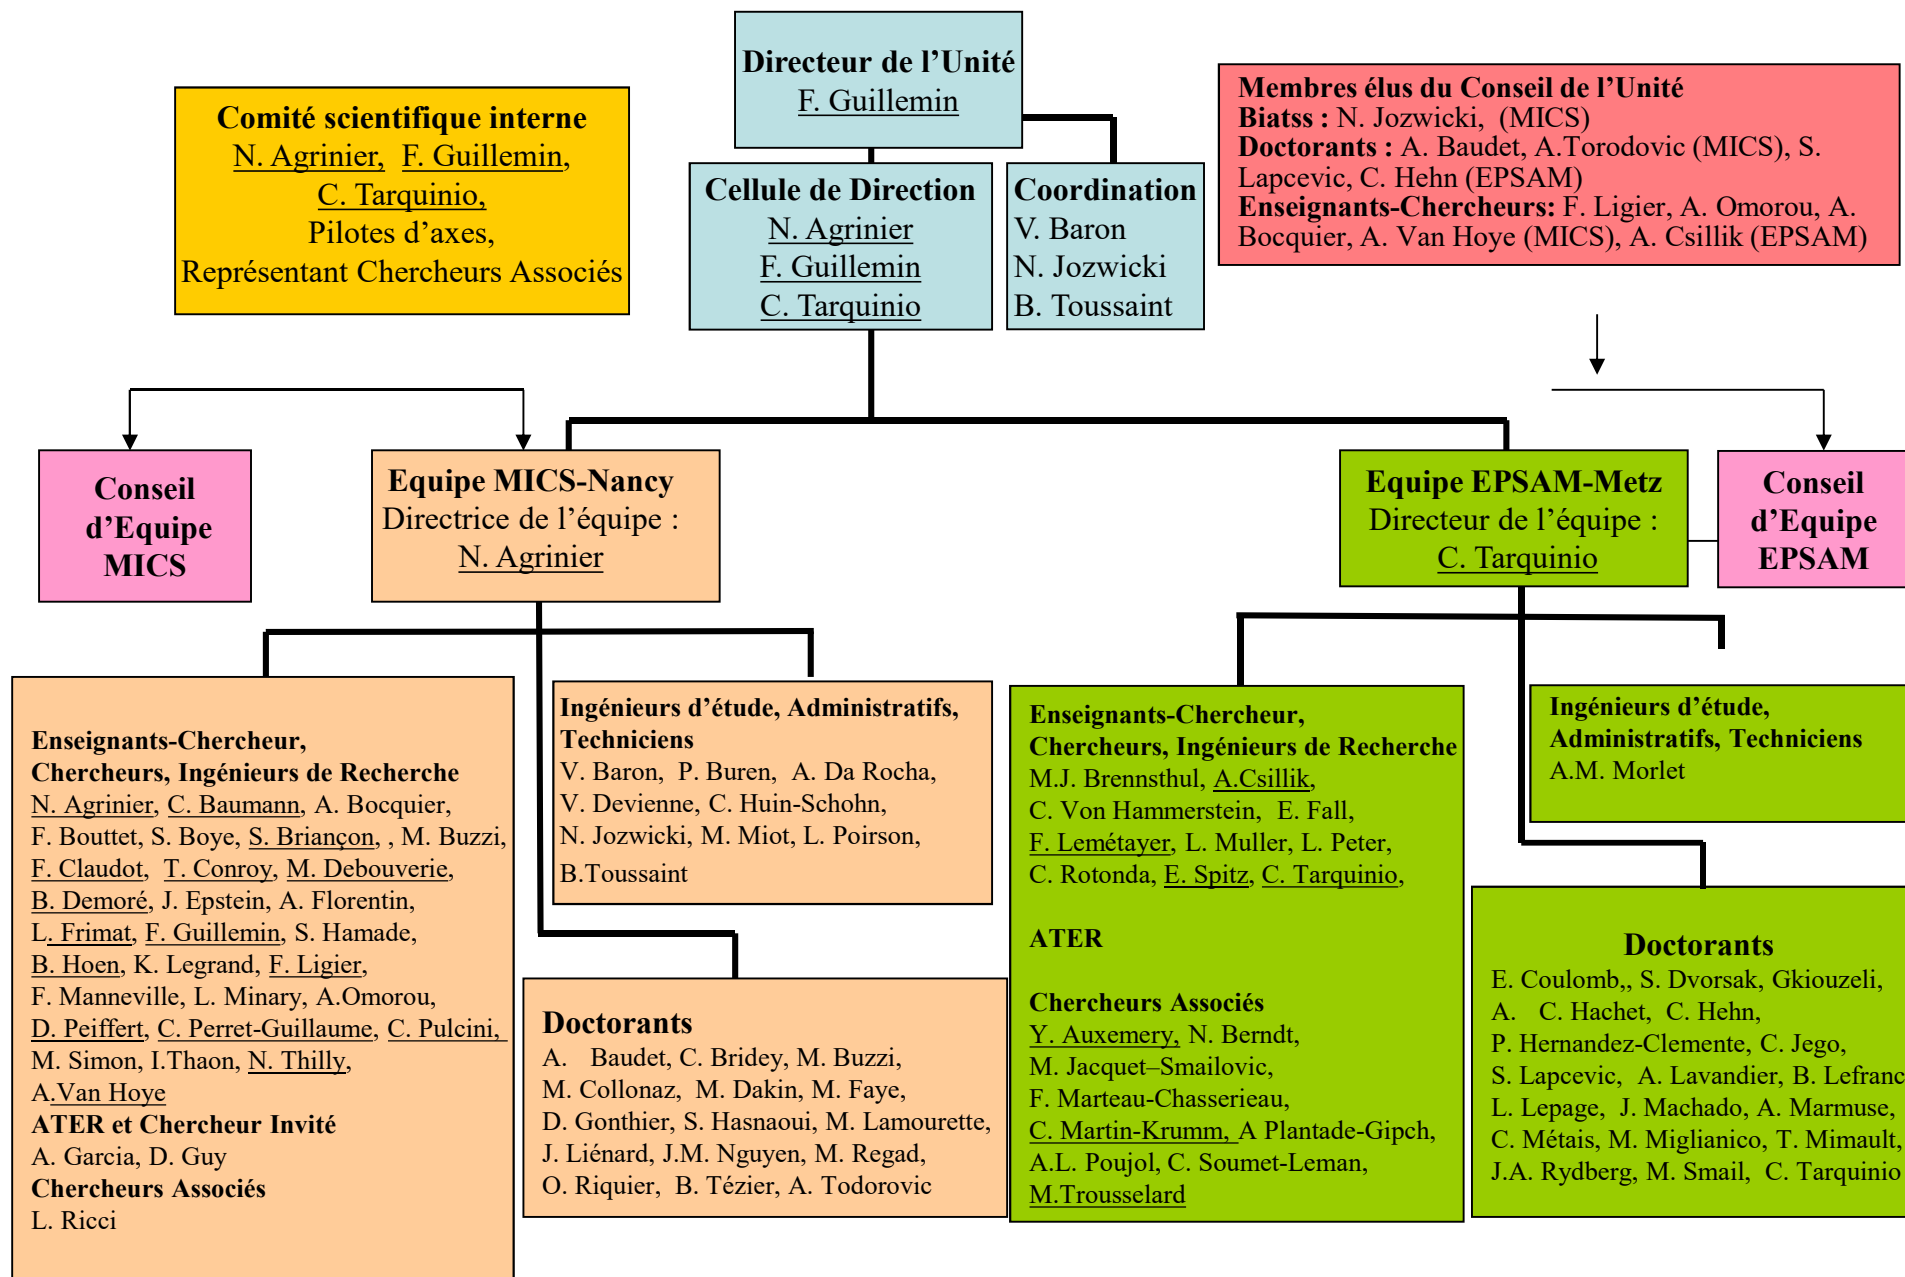 Directeur de l’Unité
F. Guillemin
Comité scientifique interne
N. Agrinier, F. Guillemin,
C. Tarquinio,
Pilotes d’axes,
Représentant Chercheurs Associés
Cellule de Direction
N. Agrinier
F. Guillemin
C. Tarquinio
Coordination
V. Baron
N. Jozwicki
B. Toussaint
Membres élus du Conseil de l’Unité
Biatss : N. Jozwicki, (MICS)
Doctorants : A. Baudet, A.Torodovic (MICS), S.
Lapcevic, C. Hehn (EPSAM)
Enseignants-Chercheurs: F. Ligier, A. Omorou, A.
Bocquier, A. Van Hoye (MICS), A. Csillik (EPSAM)
Conseil
d’Equipe
MICS
Equipe MICS-Nancy
Directrice de l’équipe :
N. Agrinier
Equipe EPSAM-Metz
Directeur de l’équipe :
C. Tarquinio
Conseil
d’Equipe
EPSAM
Enseignants-Chercheur,
Chercheurs, Ingénieurs de Recherche
N. Agrinier, C. Baumann, A. Bocquier,
F. Bouttet, S. Boye, S. Briançon, , M. Buzzi,
F. Claudot, T. Conroy, M. Debouverie,
B. Demoré, J. Epstein, A. Florentin,
L. Frimat, F. Guillemin, S. Hamade,
B. Hoen, K. Legrand, F. Ligier,
F. Manneville, L. Minary, A.Omorou,
D. Peiffert, C. Perret-Guillaume, C. Pulcini,
M. Simon, I.Thaon, N. Thilly,
A.Van Hoye
ATER et Chercheur Invité
A. Garcia, D. Guy
Chercheurs Associés
L. Ricci
Ingénieurs d’étude, Administratifs,
Techniciens
V. Baron, P. Buren, A. Da Rocha,
V. Devienne, C. Huin-Schohn,
N. Jozwicki, M. Miot, L. Poirson,
B.Toussaint
Doctorants
A. Baudet, C. Bridey, M. Buzzi,
M. Collonaz, M. Dakin, M. Faye,
D. Gonthier, S. Hasnaoui, M. Lamourette,
J. Liénard, J.M. Nguyen, M. Regad,
O. Riquier, B. Tézier, A. Todorovic
Enseignants-Chercheur,
Chercheurs, Ingénieurs de Recherche
M.J. Brennsthul, A.Csillik,
C. Von Hammerstein, E. Fall,
F. Lemétayer, L. Muller, L. Peter,
C. Rotonda, E. Spitz, C. Tarquinio,
ATER
Chercheurs Associés
Y. Auxemery, N. Berndt,
M. Jacquet–Smailovic,
F. Marteau-Chasserieau,
C. Martin-Krumm, A Plantade-Gipch,
A.L. Poujol, C. Soumet-Leman,
M.Trousselard
Ingénieurs d’étude,
Administratifs, Techniciens
A.M. Morlet
Doctorants
E. Coulomb,, S. Dvorsak, Gkiouzeli,
A. C. Hachet, C. Hehn,
P. Hernandez-Clemente, C. Jego,
S. Lapcevic, A. Lavandier, B. Lefranc
L. Lepage, J. Machado, A. Marmuse,
C. Métais, M. Miglianico, T. Mimault,
J.A. Rydberg, M. Smail, C. Tarquinio